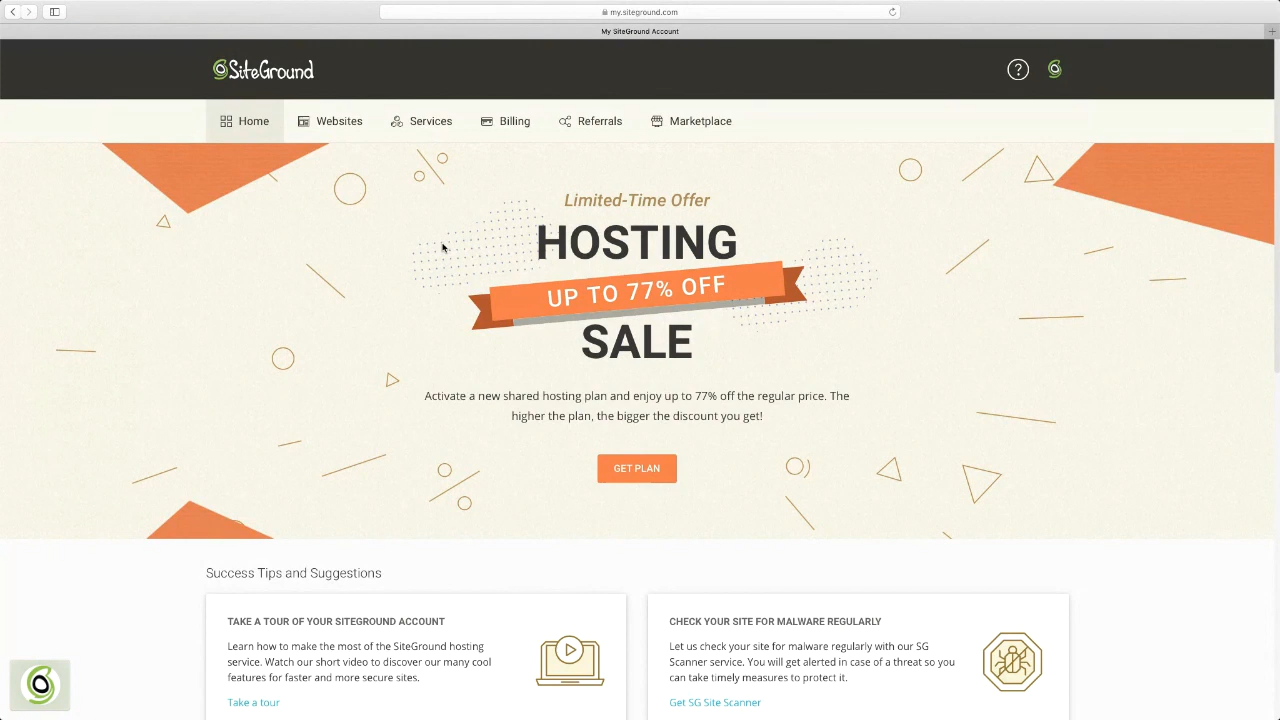 my.siteground.com
My SiteGround Account
SiteGround
Home Websites Services Billing Referrals Marketplace
Limited-Time Offer
HOSTING
UP TO 77% OFF
SALE
Activate a new shared hosting plan and enjoy up to 77% off the regular price. The
higher the plan, the bigger the discount you get!
GET PLAN
Success Tips and Suggestions
TAKE A TOUR OF YOUR SITEGROUND ACCOUNT
Learn how to make the most of the SiteGround hosting
service. Watch our short video to discover our many cool
features for faster and more secure sites.
Take a tour
CHECK YOUR SITE FOR MALWARE REGULARLY
Let us check your site for malware regularly with our SG
Scanner service. You will get alerted in case of a threat so you
can take timely measures to protect it.
Get SG Site Scanner